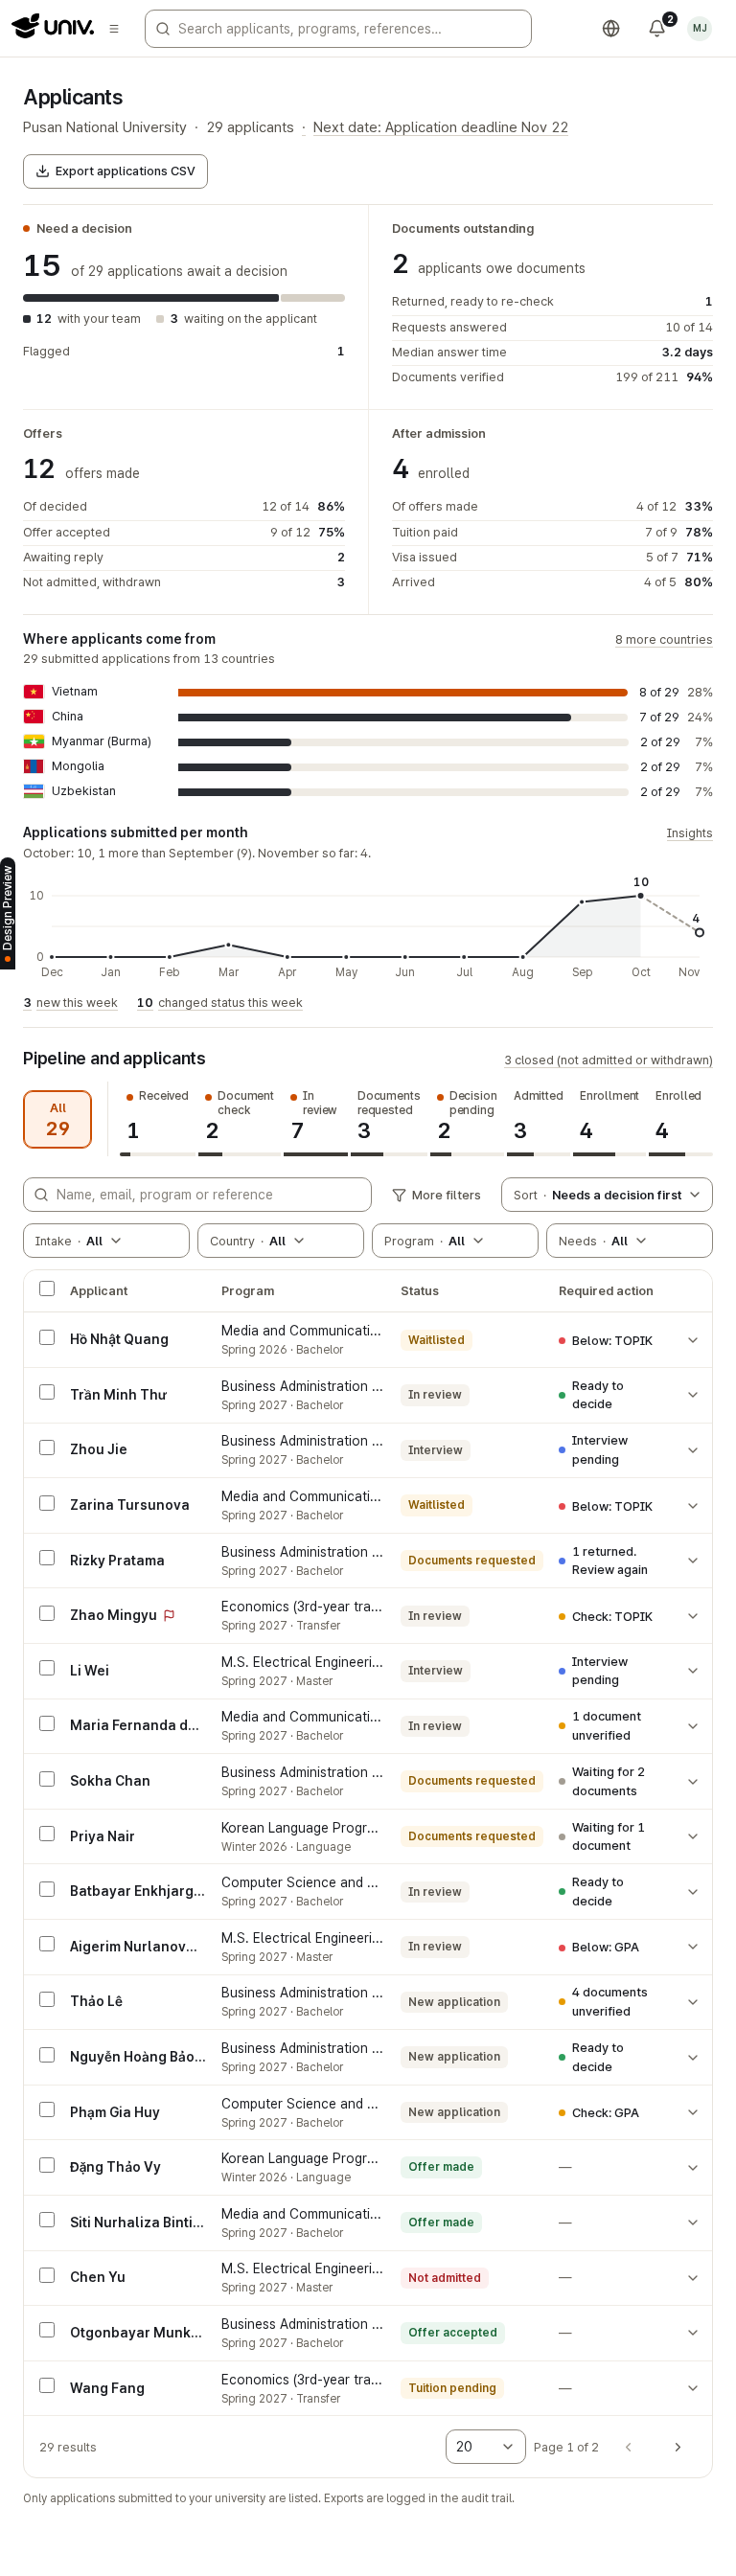 UNIV.
Search applicants, programs, references...
2
MJ
Applicants
Pusan National University · 29 applicants · Next date: Application deadline Nov 22
Export applications CSV
Need a decision
15 of 29 applications await a decision
12 with your team 3 waiting on the applicant
Flagged 1
Documents outstanding
2 applicants owe documents
Returned, ready to re-check 1
Requests answered 10 of 14
Median answer time 3.2 days
Documents verified 199 of 211 94%
Offers
12 offers made
Of decided 12 of 14 86%
Offer accepted 9 of 12 75%
Awaiting reply 2
Not admitted, withdrawn 3
After admission
4 enrolled
Of offers made 4 of 12 33%
Tuition paid 7 of 9 78%
Visa issued 5 of 7 71%
Arrived 4 of 5 80%
Where applicants come from 8 more countries
29 submitted applications from 13 countries
Vietnam 8 of 29 28%
China 7 of 29 24%
Myanmar (Burma) 2 of 29 7%
Mongolia 2 of 29 7%
Uzbekistan 2 of 29 7%
Applications submitted per month Insights
October: 10, 1 more than September (9). November so far: 4.
Design Preview
10
4
10
0
Dec Jan Feb Mar Apr May Jun Jul Aug Sep Oct Nov
3 new this week 10 changed status this week
Pipeline and applicants 3 closed (not admitted or withdrawn)
All
29
Received
1
Document check
2
In review
7
Documents requested
3
Decision pending
2
Admitted
3
Enrollment
4
Enrolled
4
Name, email, program or reference
More filters
Sort · Needs a decision first
Intake · All
Country · All
Program · All
Needs · All
Applicant Program Status Required action
Hồ Nhật Quang
Media and Communicati...
Spring 2026 · Bachelor
Waitlisted
Below: TOPIK
Trần Minh Thư
Business Administration ...
Spring 2027 · Bachelor
In review
Ready to decide
Zhou Jie
Business Administration ...
Spring 2027 · Bachelor
Interview
Interview pending
Zarina Tursunova
Media and Communicati...
Spring 2027 · Bachelor
Waitlisted
Below: TOPIK
Rizky Pratama
Business Administration ...
Spring 2027 · Bachelor
Documents requested
1 returned. Review again
Zhao Mingyu
Economics (3rd-year tra...
Spring 2027 · Transfer
In review
Check: TOPIK
Li Wei
M.S. Electrical Engineeri...
Spring 2027 · Master
Interview
Interview pending
Maria Fernanda d...
Media and Communicati...
Spring 2027 · Bachelor
In review
1 document unverified
Sokha Chan
Business Administration ...
Spring 2027 · Bachelor
Documents requested
Waiting for 2 documents
Priya Nair
Korean Language Progr...
Winter 2026 · Language
Documents requested
Waiting for 1 document
Batbayar Enkhjarg...
Computer Science and ...
Spring 2027 · Bachelor
In review
Ready to decide
Aigerim Nurlanov...
M.S. Electrical Engineeri...
Spring 2027 · Master
In review
Below: GPA
Thảo Lê
Business Administration ...
Spring 2027 · Bachelor
New application
4 documents unverified
Nguyễn Hoàng Bảo...
Business Administration ...
Spring 2027 · Bachelor
New application
Ready to decide
Phạm Gia Huy
Computer Science and ...
Spring 2027 · Bachelor
New application
Check: GPA
Đặng Thảo Vy
Korean Language Progr...
Winter 2026 · Language
Offer made
—
Siti Nurhaliza Binti...
Media and Communicati...
Spring 2027 · Bachelor
Offer made
—
Chen Yu
M.S. Electrical Engineeri...
Spring 2027 · Master
Not admitted
—
Otgonbayar Munk...
Business Administration ...
Spring 2027 · Bachelor
Offer accepted
—
Wang Fang
Economics (3rd-year tra...
Spring 2027 · Transfer
Tuition pending
—
29 results 20 Page 1 of 2
Only applications submitted to your university are listed. Exports are logged in the audit trail.